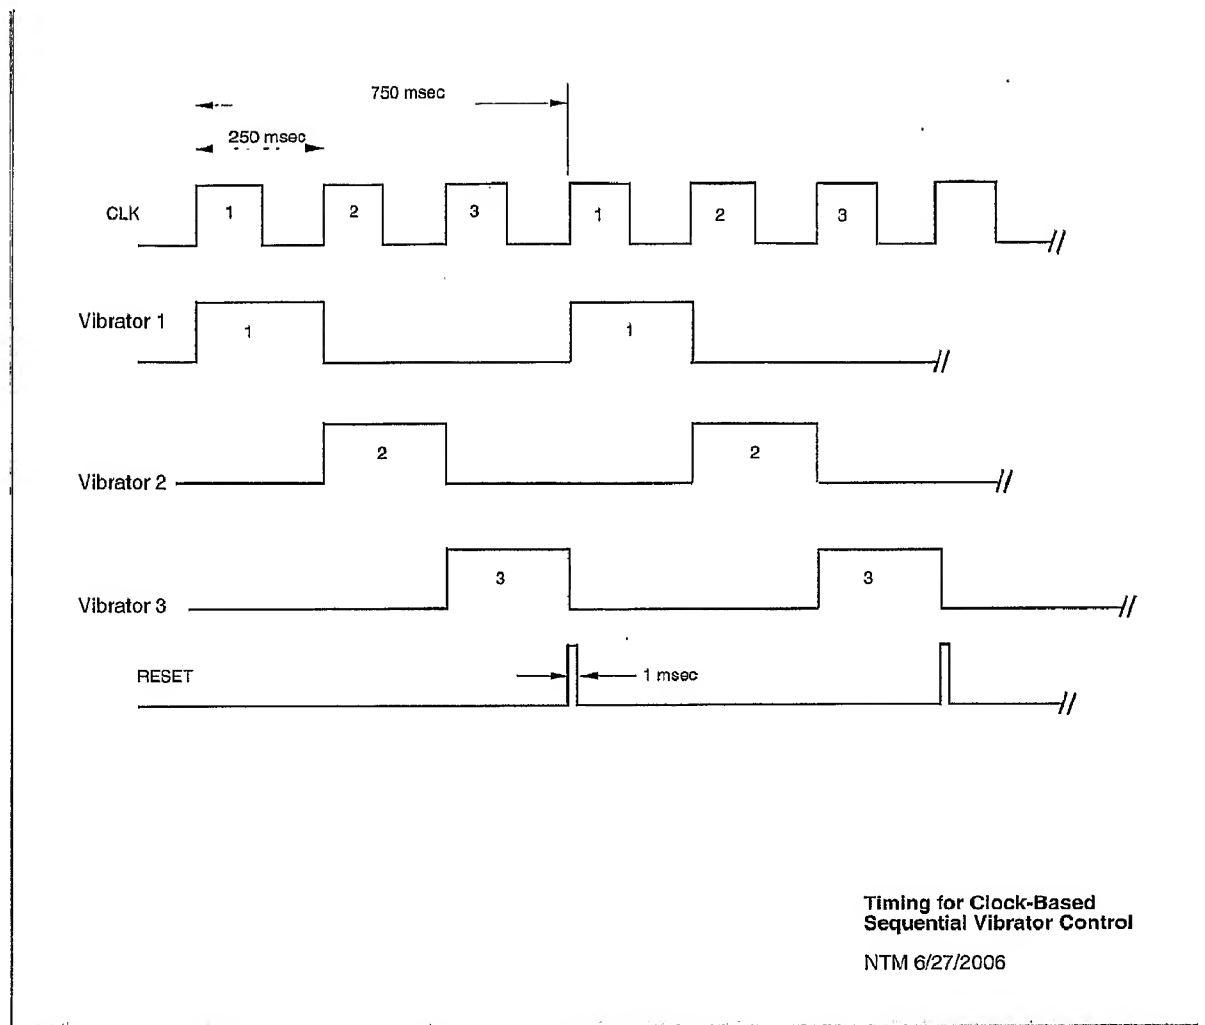 750 msec
250 msec
CLK 1 2 3 1 2 3
Vibrator 1 1 1
Vibrator 2 2 2
Vibrator 3 3 3
RESET 1 msec
Timing for Clock-Based
Sequential Vibrator Control
NTM 6/27/2006